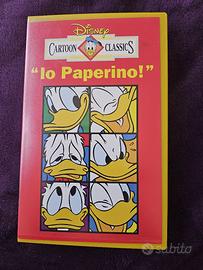 Disney
CARTOON CLASSICS
"Io Paperino!"
subito